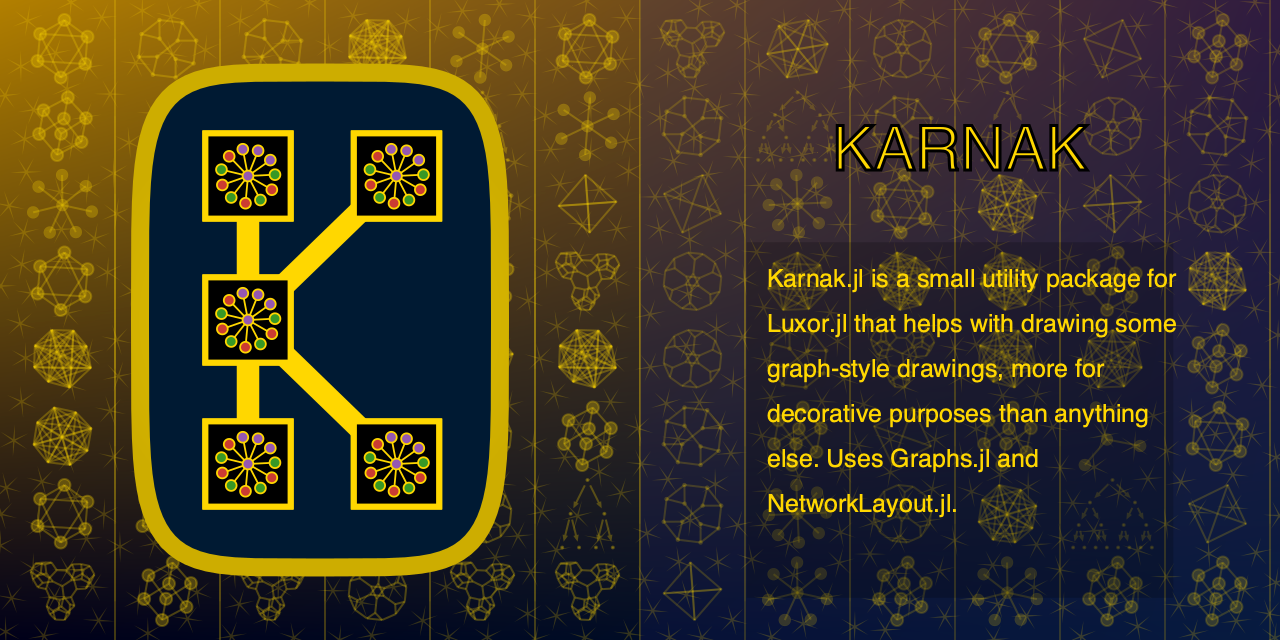 KARNAK
Karnak.jl is a small utility package for
Luxor.jl that helps with drawing some
graph-style drawings, more for
decorative purposes than anything
else. Uses Graphs.jl and
NetworkLayout.jl.